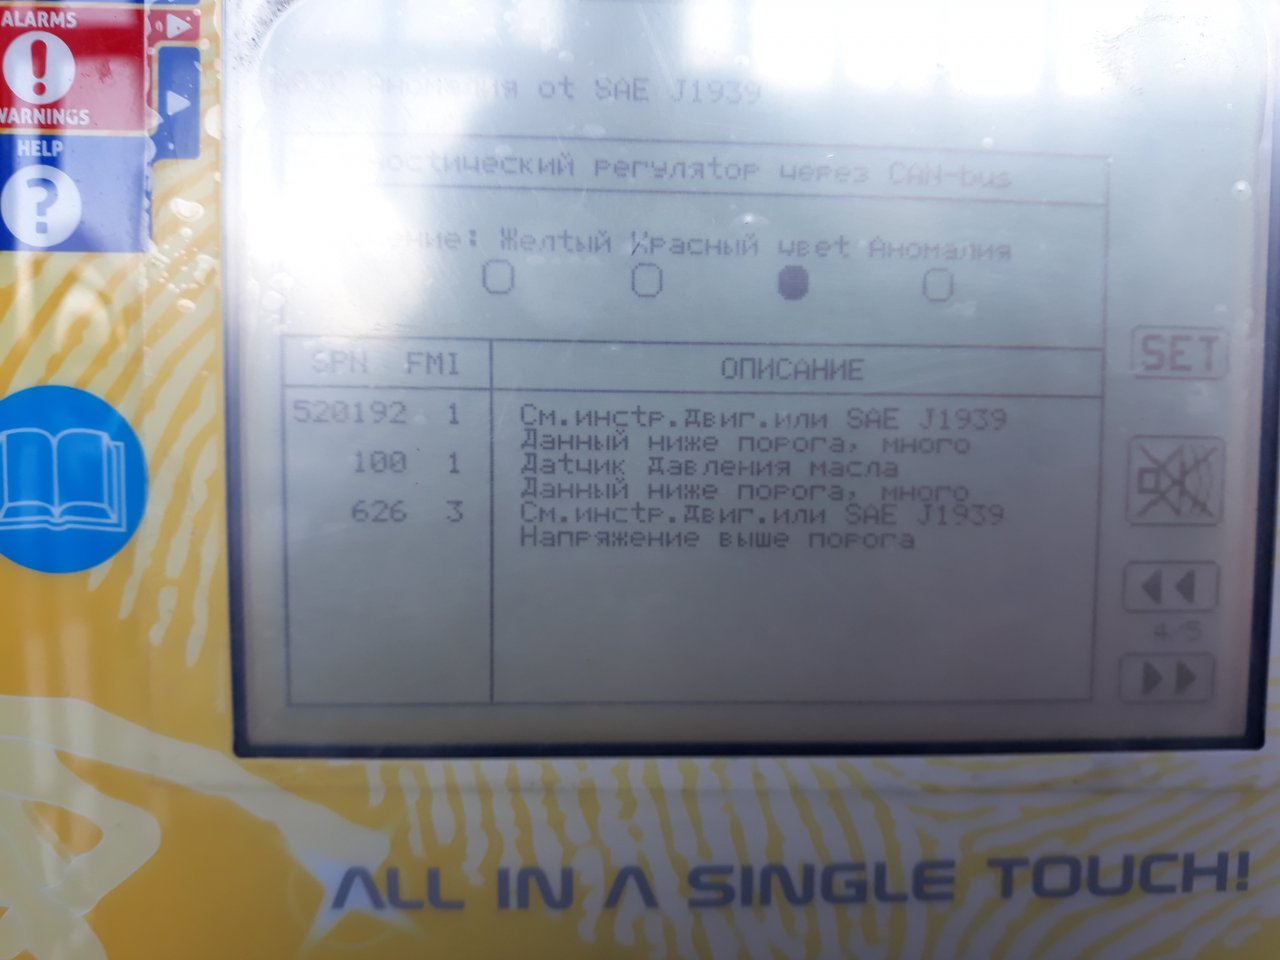 ALARMS
WARNINGS
HELP
?
Аномалия от SAE J1939
регулятор через CAN-bus
Желтый Красный цвет Аномалия
SPN FMI ОПИСАНИЕ
SET
520192 1 См.инстр.двиг.или SAE J1939
Данный ниже порога, много
100 1 Датчик давления масла
Данный ниже порога, много
626 3 См.инстр.двиг.или SAE J1939
Напряжение выше порога
4/5
ALL IN A SINGLE TOUCH!